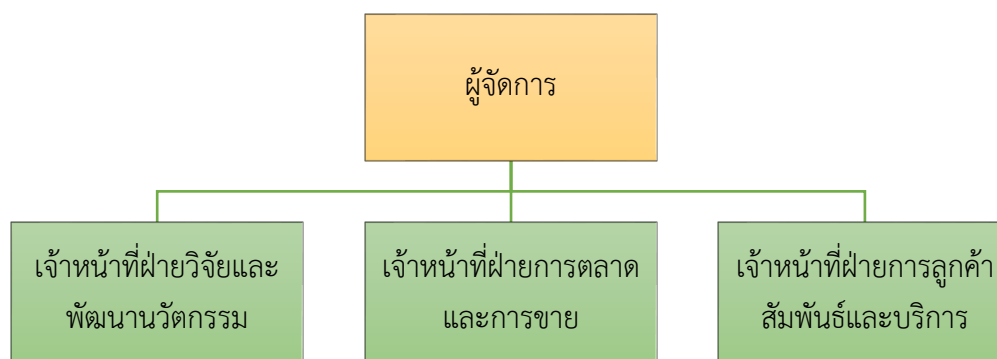 ผู้จัดการ
เจ้าหน้าที่ฝ่ายวิจัยและ
พัฒนานวัตกรรม
เจ้าหน้าที่ฝ่ายการตลาด
และการขาย
เจ้าหน้าที่ฝ่ายการลูกค้า
สัมพันธ์และบริการ